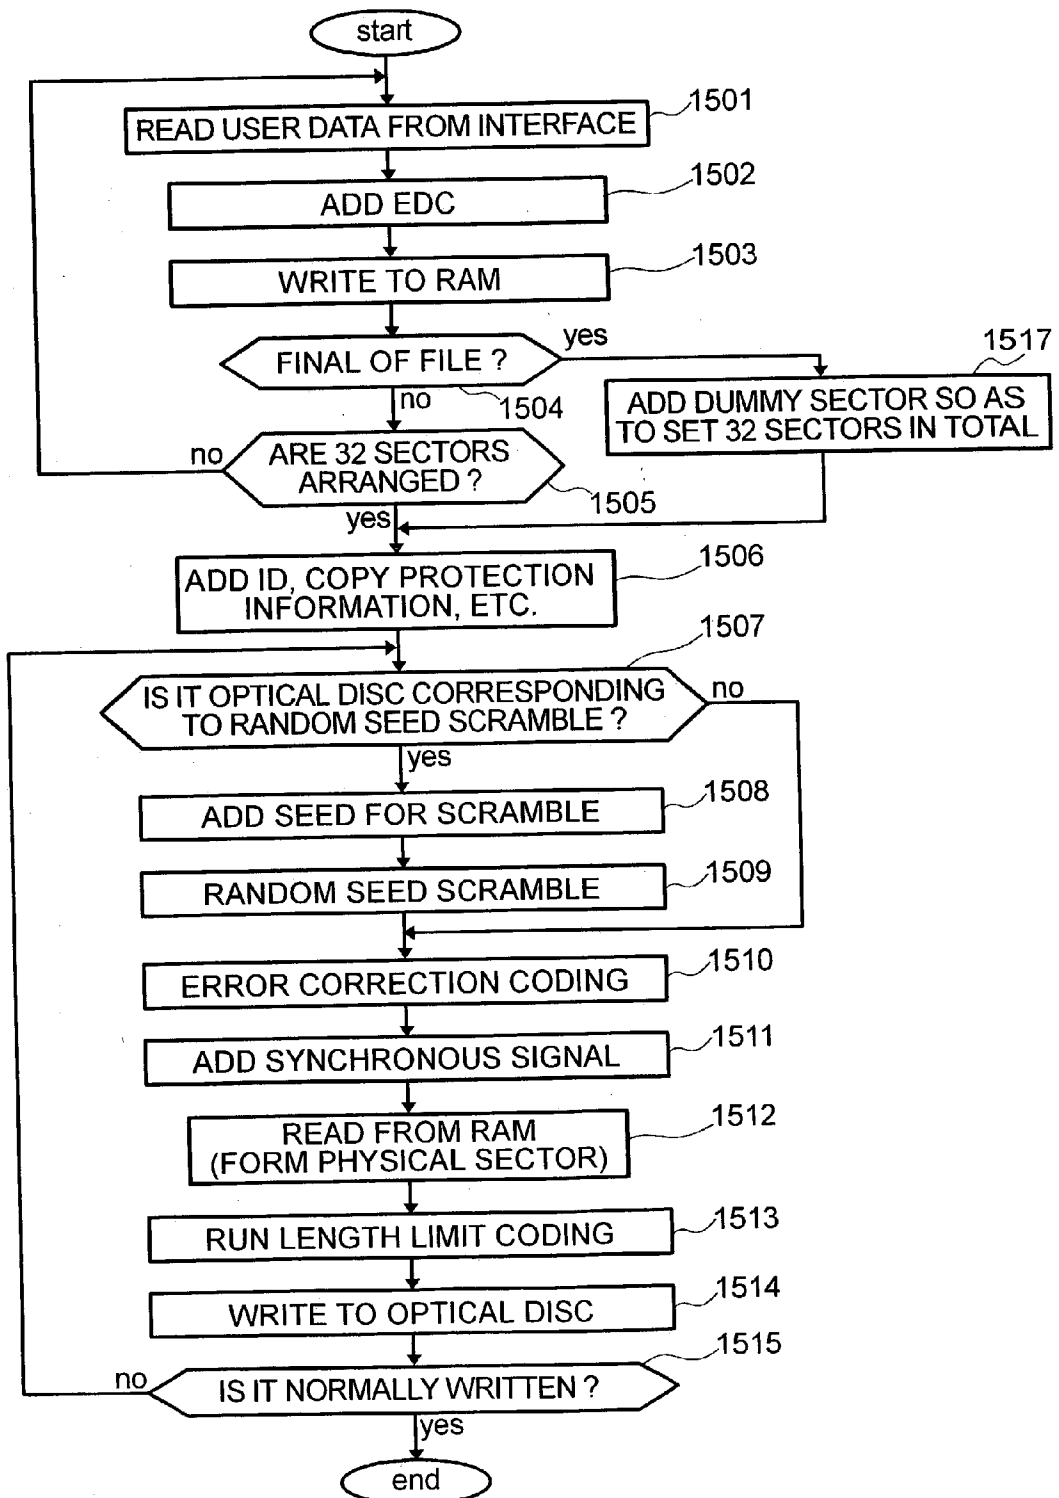 start
1501
READ USER DATA FROM INTERFACE
1502
ADD EDC
1503
WRITE TO RAM
yes
1517
FINAL OF FILE ?
no
1504
ADD DUMMY SECTOR SO AS
TO SET 32 SECTORS IN TOTAL
no
ARE 32 SECTORS
ARRANGED ?
1505
yes
1506
ADD ID, COPY PROTECTION
INFORMATION, ETC.
1507
IS IT OPTICAL DISC CORRESPONDING
TO RANDOM SEED SCRAMBLE ?
no
yes
1508
ADD SEED FOR SCRAMBLE
1509
RANDOM SEED SCRAMBLE
1510
ERROR CORRECTION CODING
1511
ADD SYNCHRONOUS SIGNAL
1512
READ FROM RAM
(FORM PHYSICAL SECTOR)
1513
RUN LENGTH LIMIT CODING
1514
WRITE TO OPTICAL DISC
1515
no
IS IT NORMALLY WRITTEN ?
yes
end